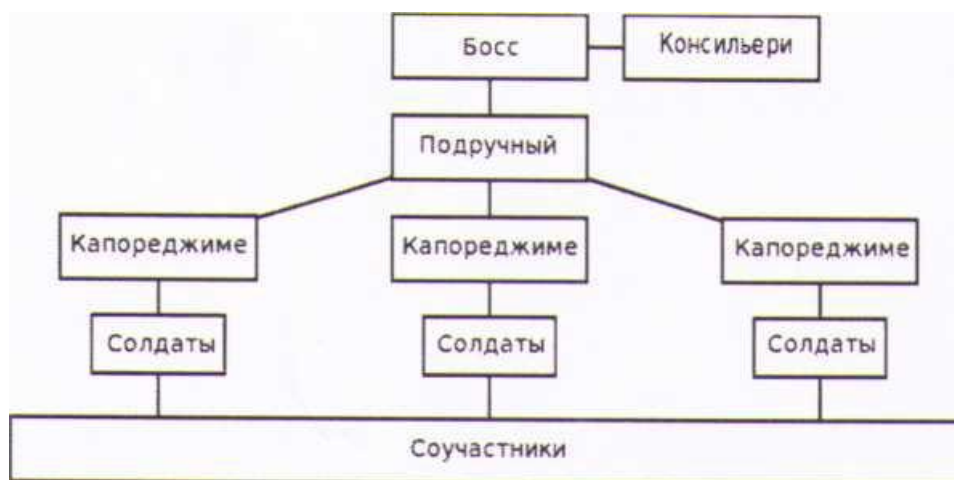 Босс
Консильери
Подручный
Капореджиме
Капореджиме
Капореджиме
Солдаты
Солдаты
Солдаты
Соучастники